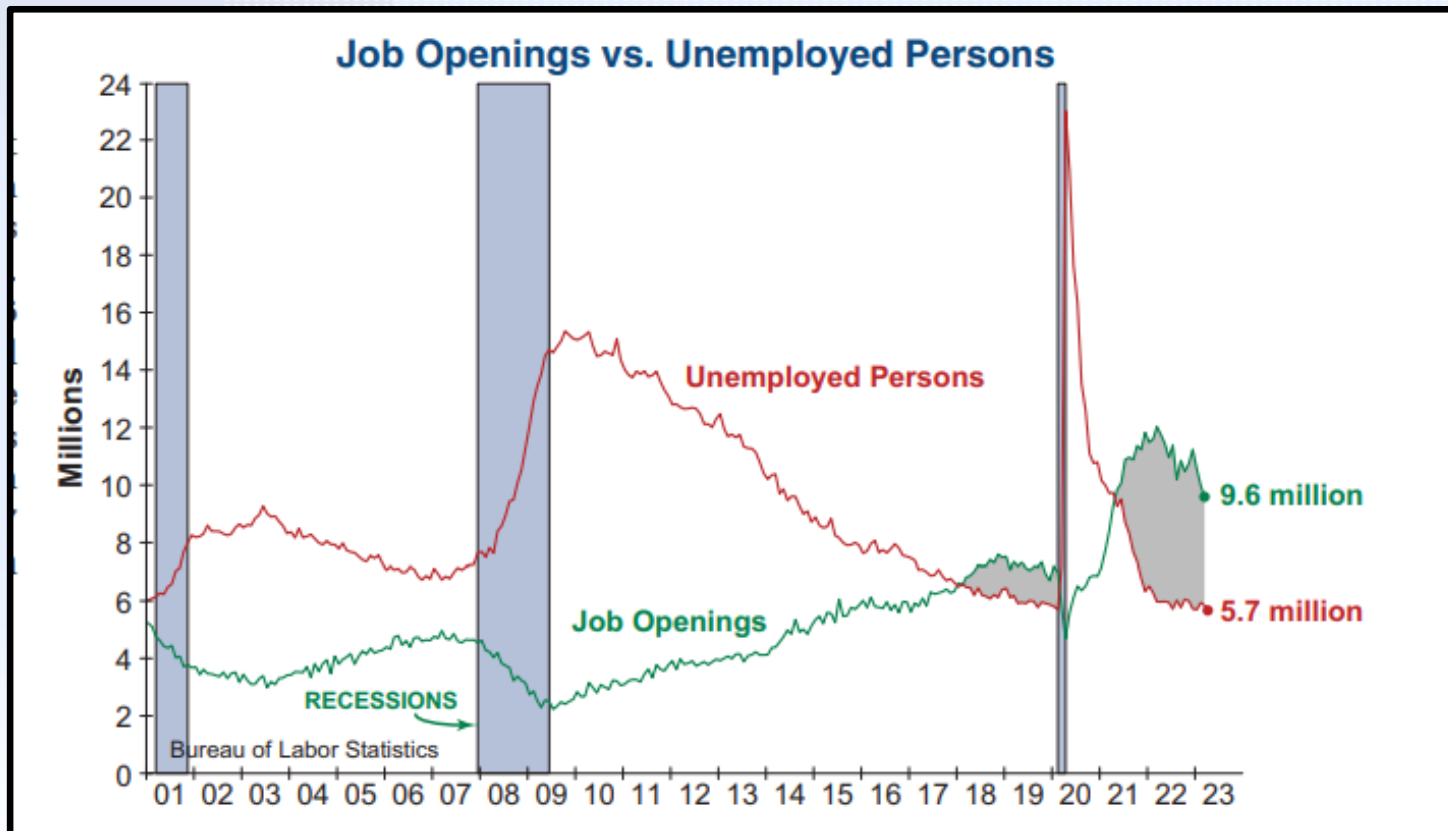 Job Openings vs. Unemployed Persons
24
22
20
18
16
14
12
10
8
6
4
2
0
Millions
Unemployed Persons
Job Openings
9.6 million
5.7 million
RECESSIONS
Bureau of Labor Statistics
01 02 03 04 05 06 07 08 09 10 11 12 13 14 15 16 17 18 19 20 21 22 23